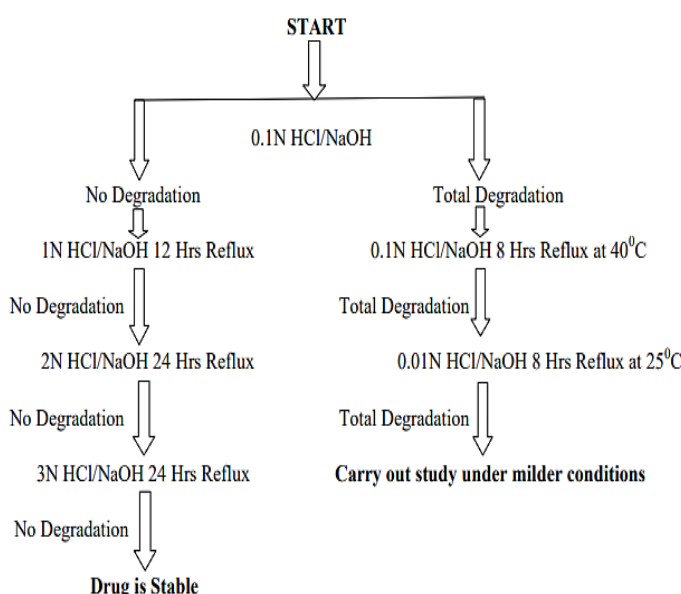 START
0.1N HCl/NaOH
No Degradation
Total Degradation
1N HCl/NaOH 12 Hrs Reflux
0.1N HCl/NaOH 8 Hrs Reflux at 40⁰C
No Degradation
Total Degradation
2N HCl/NaOH 24 Hrs Reflux
0.01N HCl/NaOH 8 Hrs Reflux at 25⁰C
No Degradation
Total Degradation
3N HCl/NaOH 24 Hrs Reflux
Carry out study under milder conditions
No Degradation
Drug is Stable